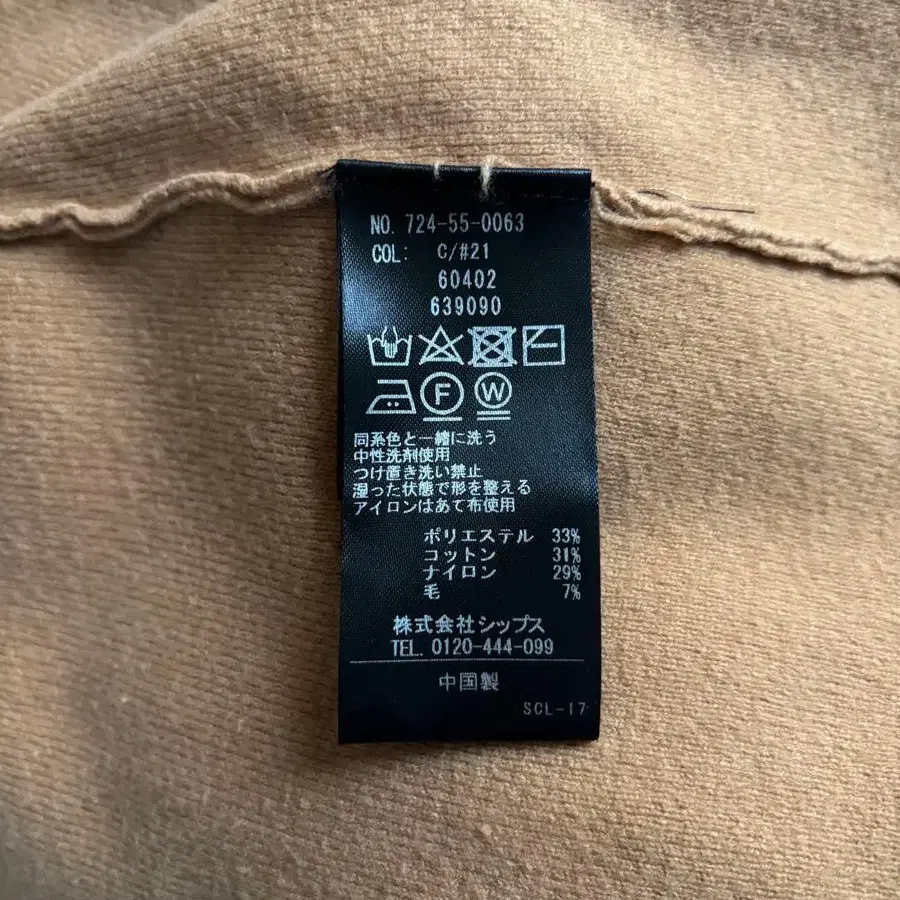 NO. 724-55-0063
COL: C/#21
60402
639090
F W
同系色と一緒に洗う
中性洗剤使用
つけ置き洗い禁止
湿った状態で形を整える
アイロンはあて布使用
ポリエステル 33%
コットン 31%
ナイロン 29%
毛 7%
株式会社シップス
TEL. 0120-444-099
中国製
SCL-17